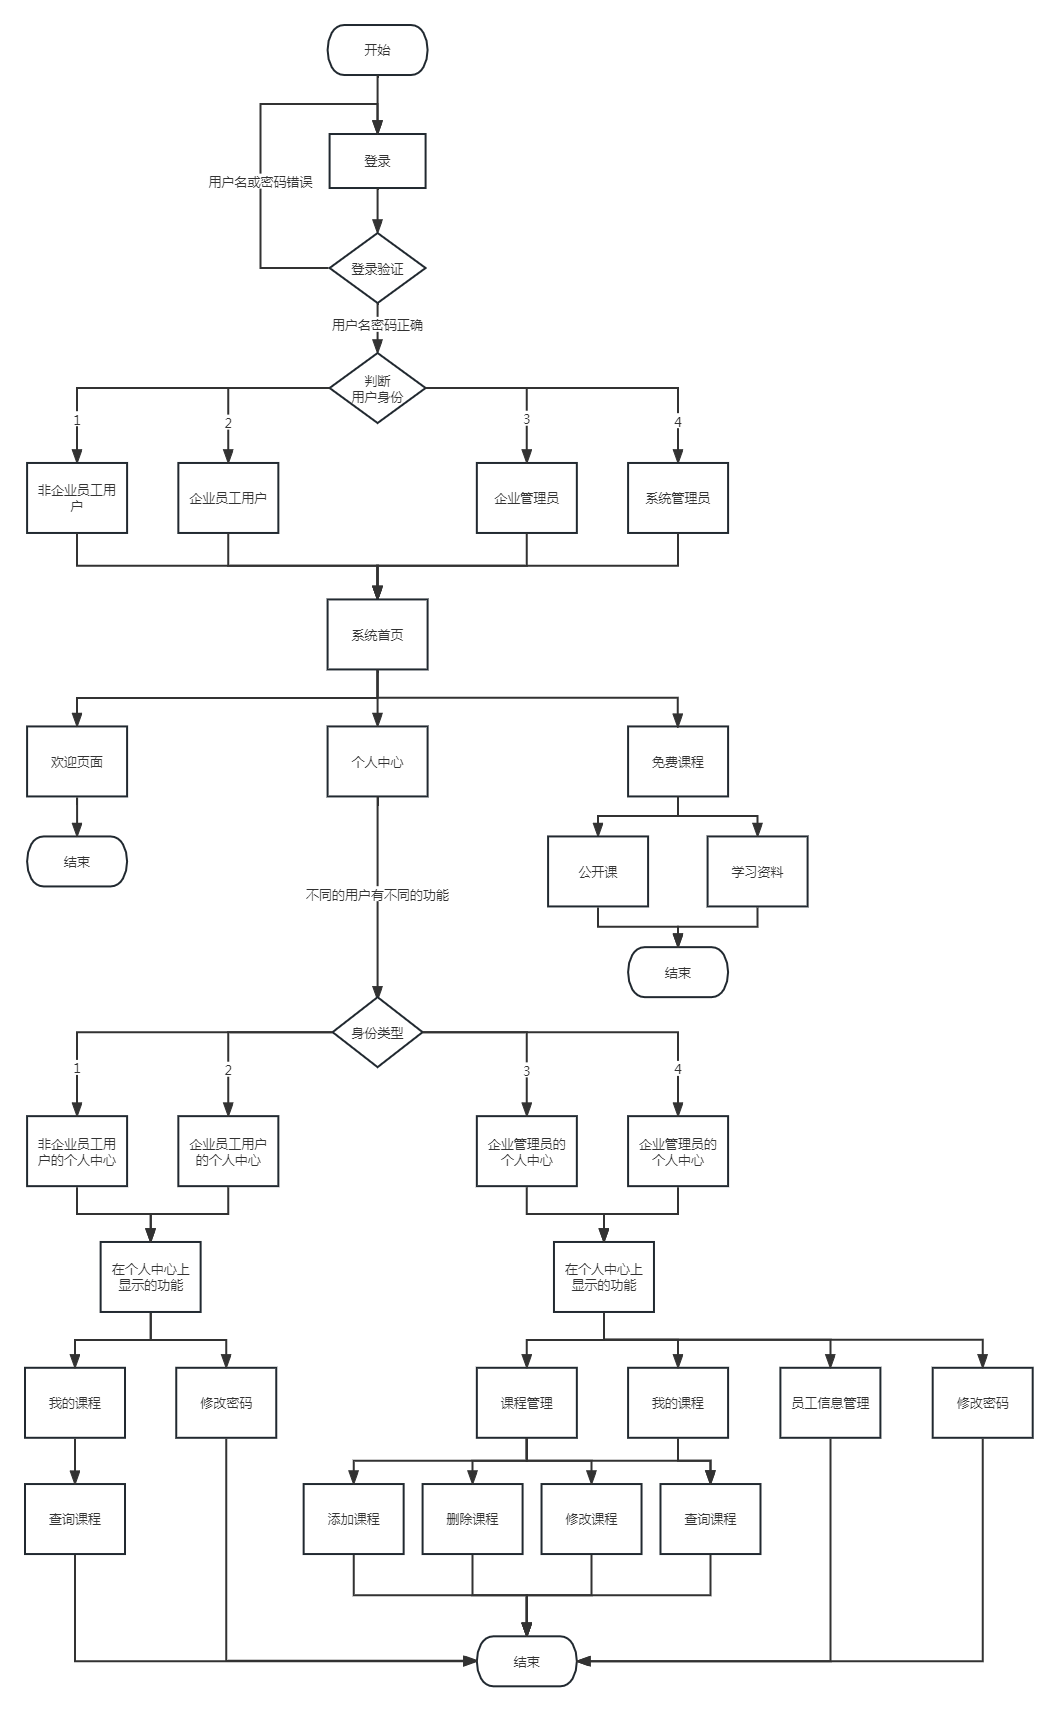 开始
登录
用户名或密码错误
登录验证
用户名密码正确
判断
用户身份
1
2
3
4
非企业员工用
户
企业员工用户
企业管理员
系统管理员
系统首页
欢迎页面
个人中心
免费课程
结束
公开课
学习资料
不同的用户有不同的功能
结束
身份类型
1
2
3
4
非企业员工用
户的个人中心
企业员工用户
的个人中心
企业管理员的
个人中心
企业管理员的
个人中心
在个人中心上
显示的功能
在个人中心上
显示的功能
我的课程
修改密码
课程管理
我的课程
员工信息管理
修改密码
查询课程
添加课程
删除课程
修改课程
查询课程
结束